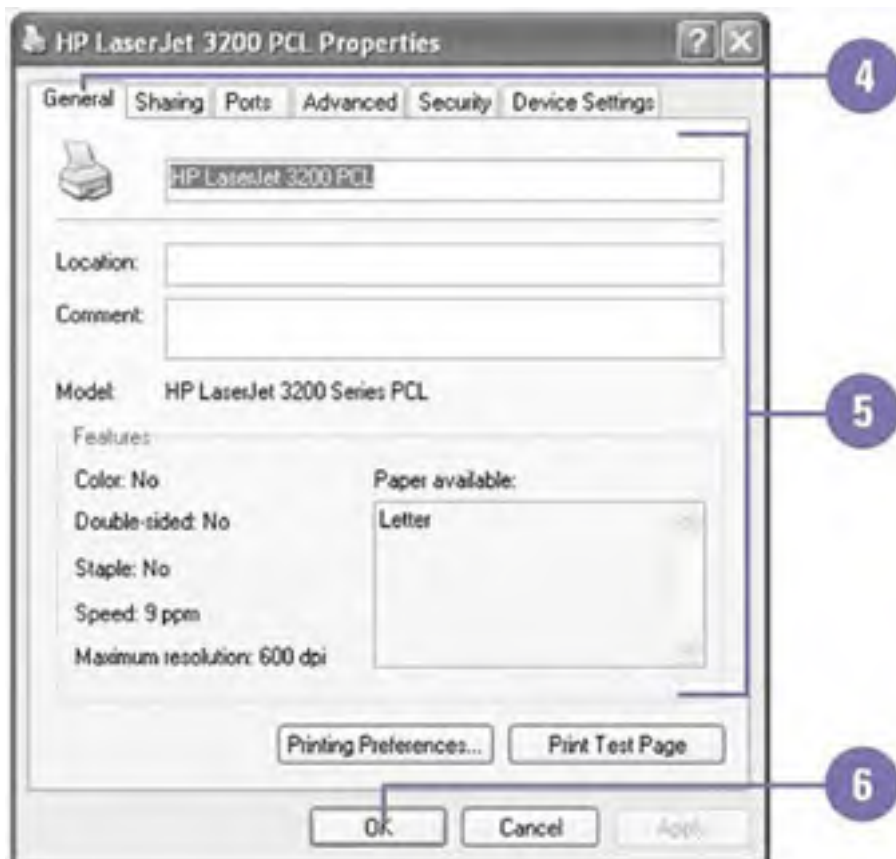 HP LaserJet 3200 PCL Properties
4
General Sharing Ports Advanced Security Device Settings
HP LaserJet 3200 PCL
Location:
Comment:
5
Model: HP LaserJet 3200 Series PCL
Features
Color: No Paper available:
Double-sided: No Letter
Staple: No
Speed: 9 ppm
Maximum resolution: 600 dpi
Printing Preferences... Print Test Page
6
OK Cancel Apply